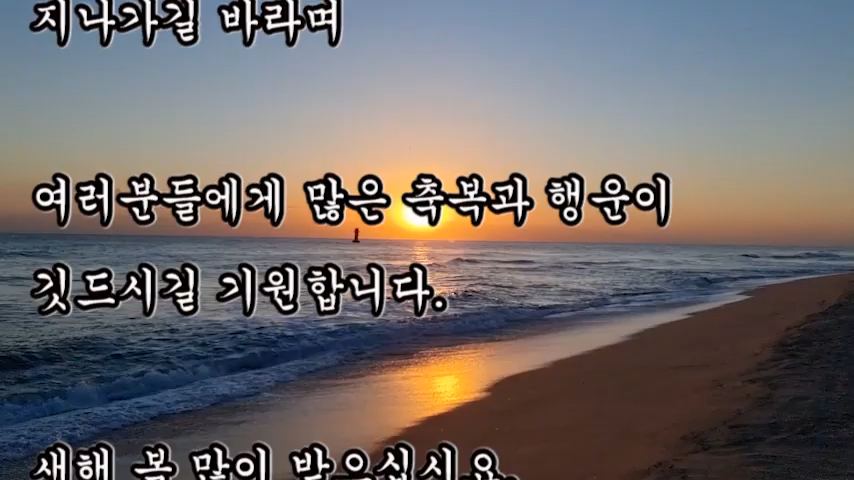 지나가길 바라며
여러분들에게 많은 축복과 행운이
깃드시길 기원합니다.
새해 복 많이 받으십시요.